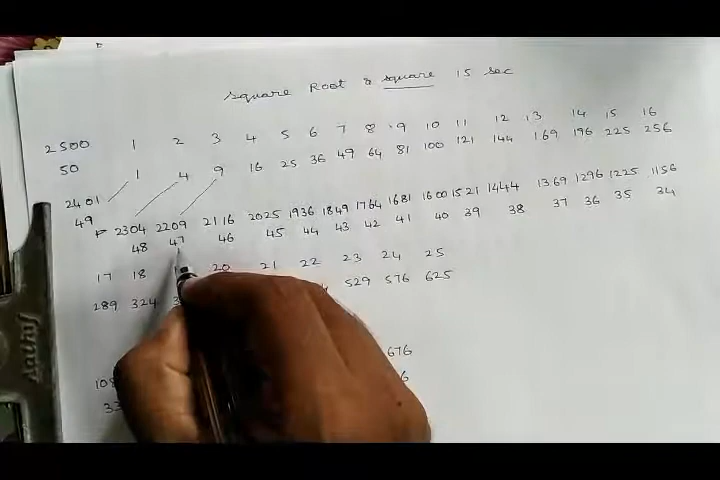 Square Root & square 15 sec
2500 1 2 3 4 5 6 7 8 9 10 11 12 13 14 15 16
50 1 4 9 16 25 36 49 64 81 100 121 144 169 196 225 256
2401 2304 2209 2116 2025 1936 1849 1764 1681 1600 1521 1444 1369 1296 1225 1156
49 48 47 46 45 44 43 42 41 40 39 38 37 36 35 34
17 18 20 21 22 23 24 25
289 324 529 576 625
676